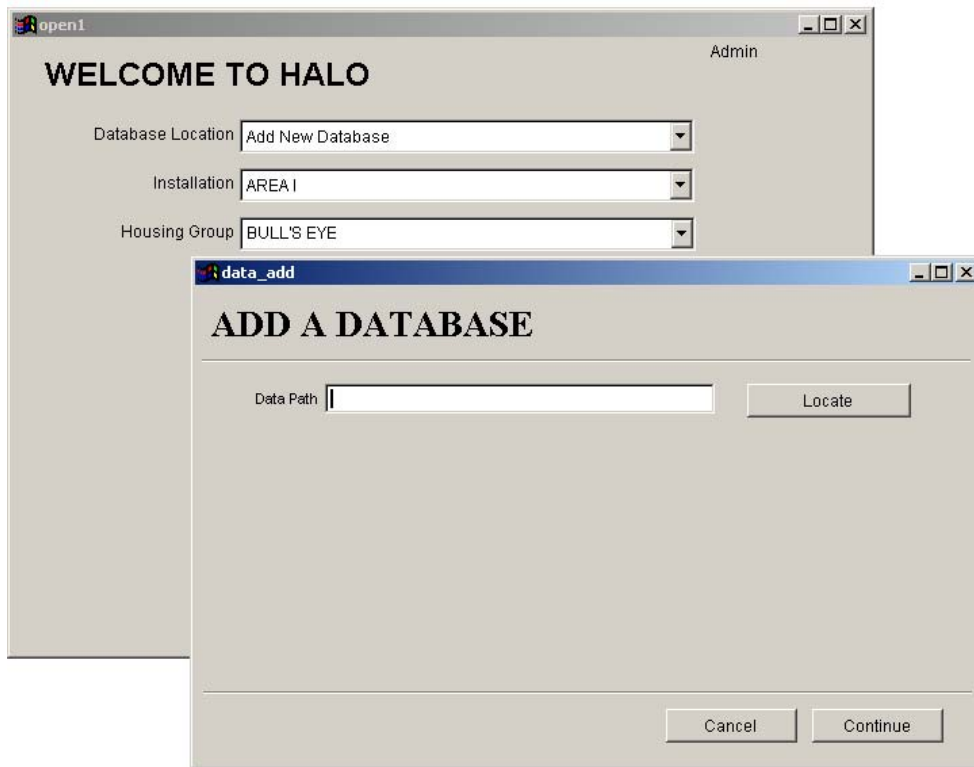 open1
Admin
WELCOME TO HALO
Database Location Add New Database
Installation AREA I
Housing Group BULL'S EYE
data_add
ADD A DATABASE
Data Path Locate
Cancel Continue